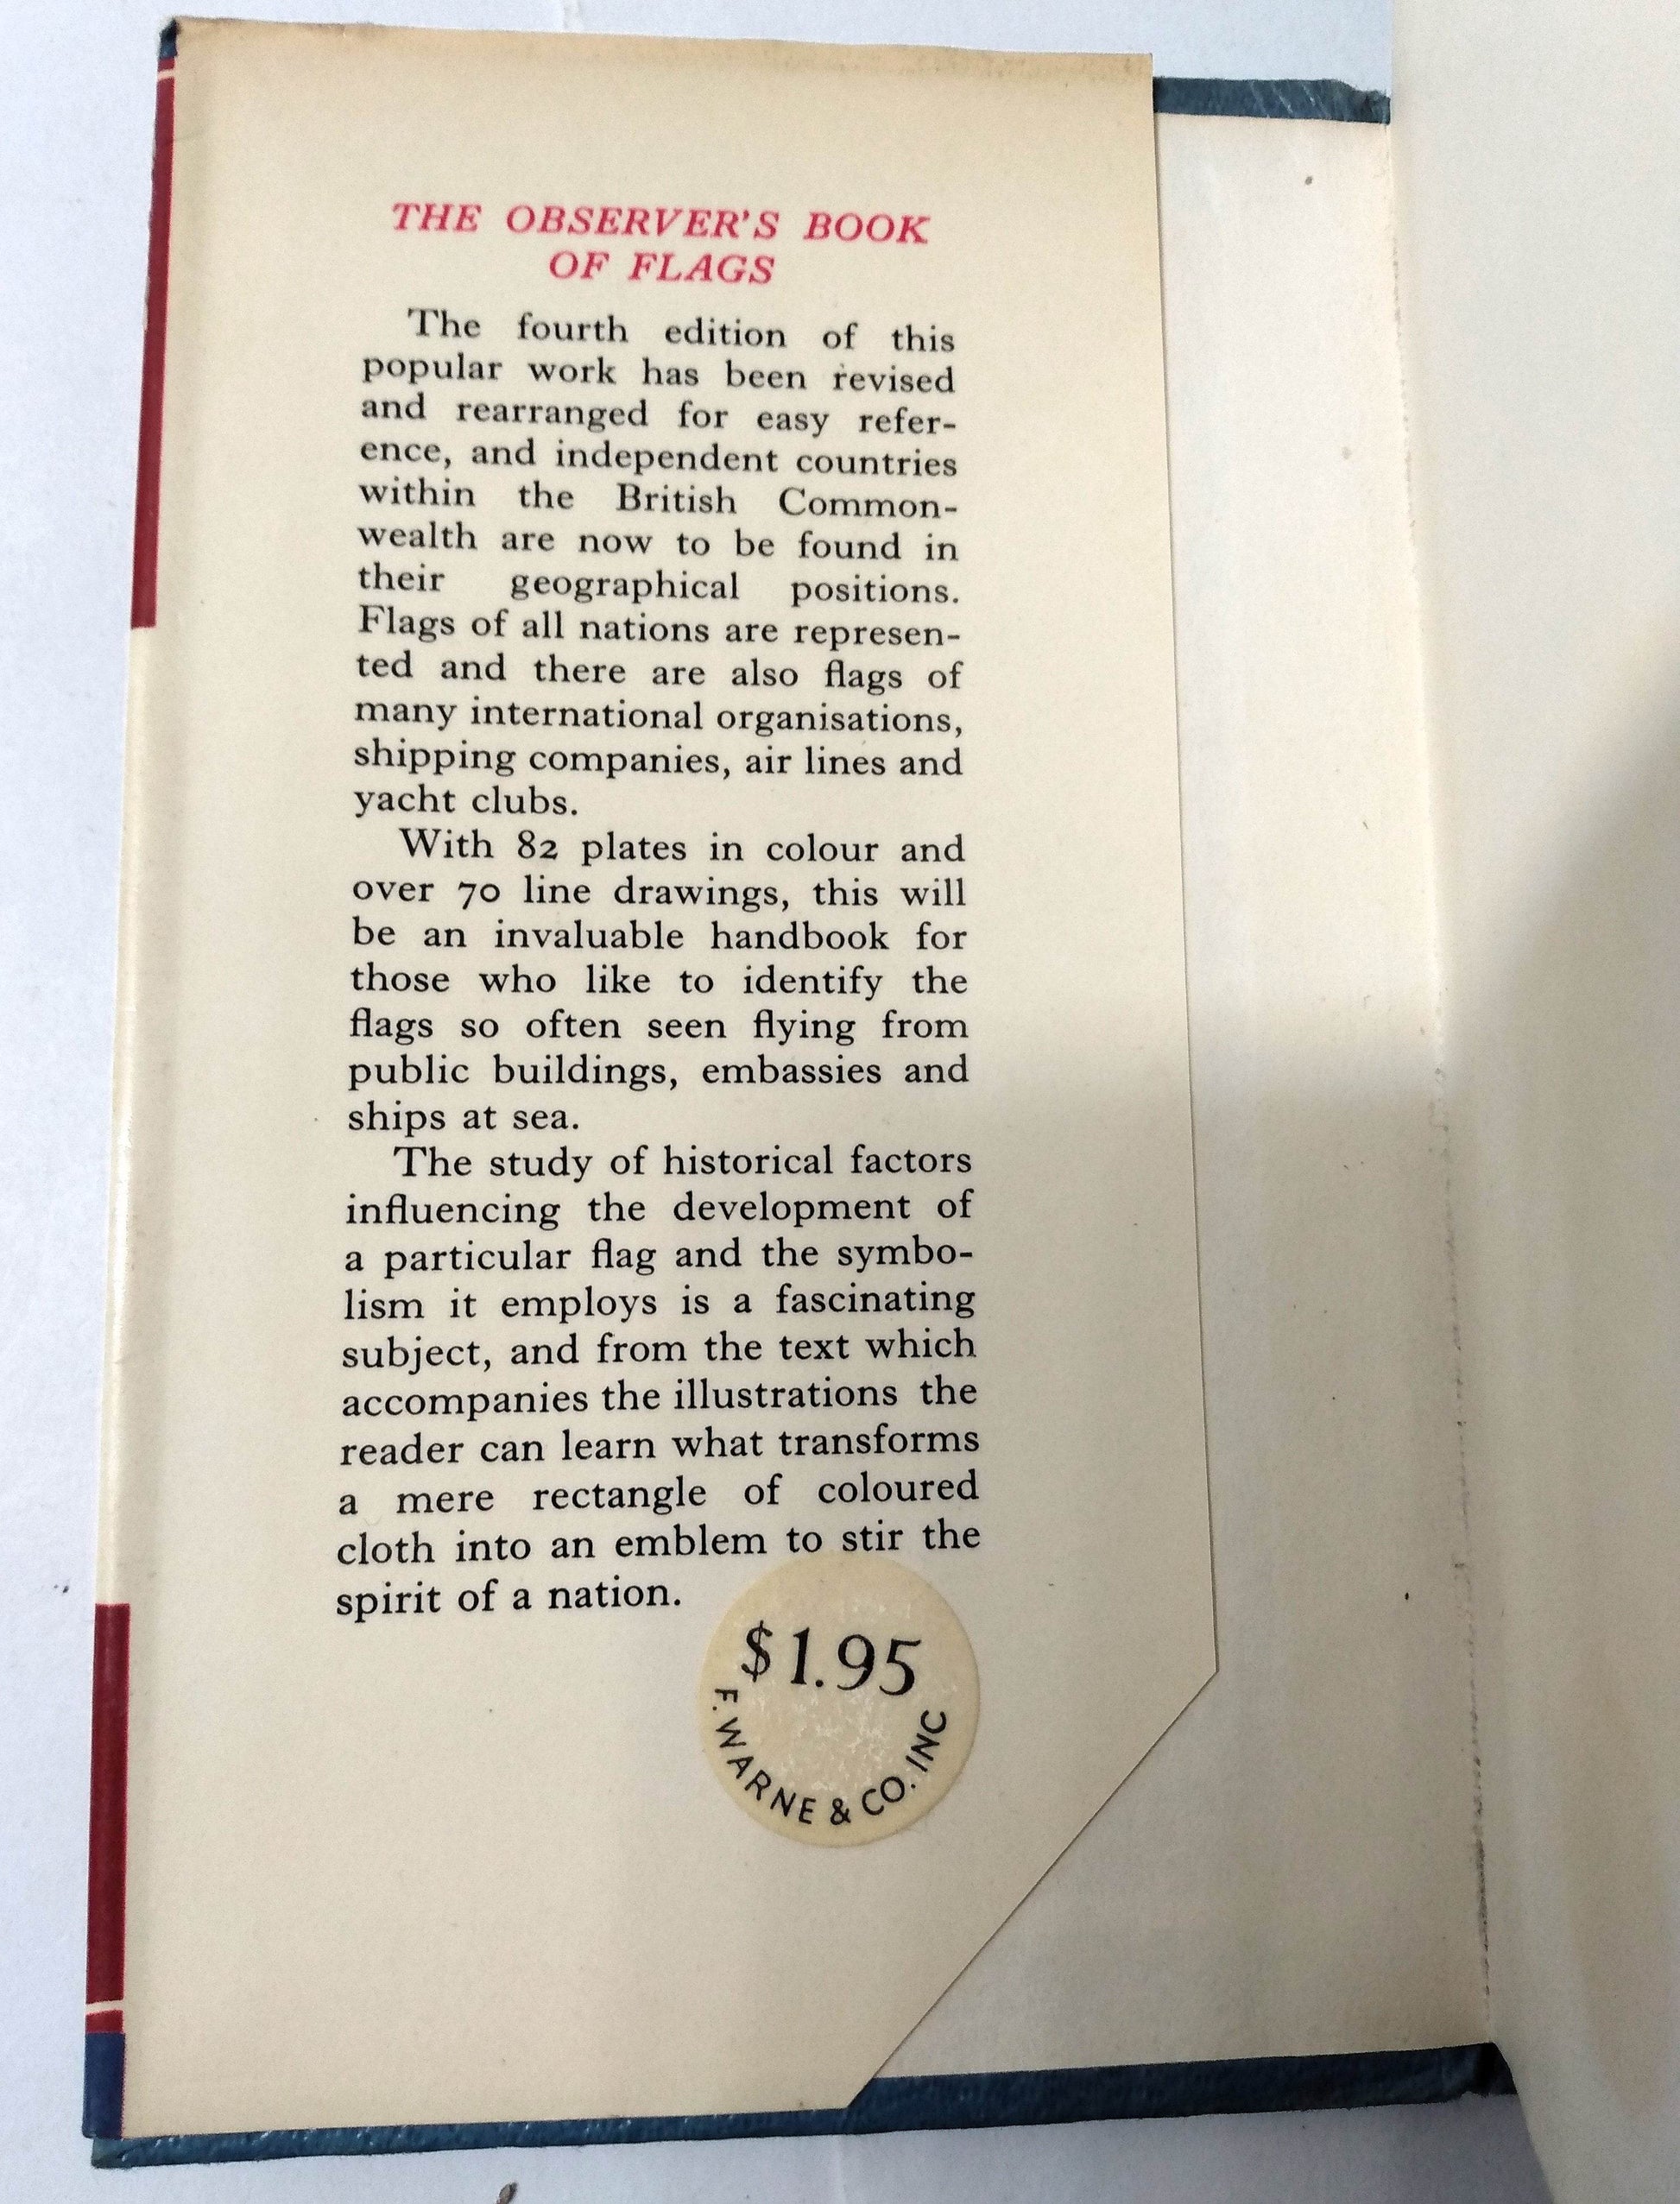 THE OBSERVER'S BOOK
OF FLAGS
The fourth edition of this
popular work has been revised
and rearranged for easy refer-
ence, and independent countries
within the British Common-
wealth are now to be found in
their geographical positions.
Flags of all nations are represen-
ted and there are also flags of
many international organisations,
shipping companies, air lines and
yacht clubs.
With 82 plates in colour and
over 70 line drawings, this will
be an invaluable handbook for
those who like to identify the
flags so often seen flying from
public buildings, embassies and
ships at sea.
The study of historical factors
influencing the development of
a particular flag and the symbo-
lism it employs is a fascinating
subject, and from the text which
accompanies the illustrations the
reader can learn what transforms
a mere rectangle of coloured
cloth into an emblem to stir the
spirit of a nation.
$1.95
F. WARNE & CO. INC